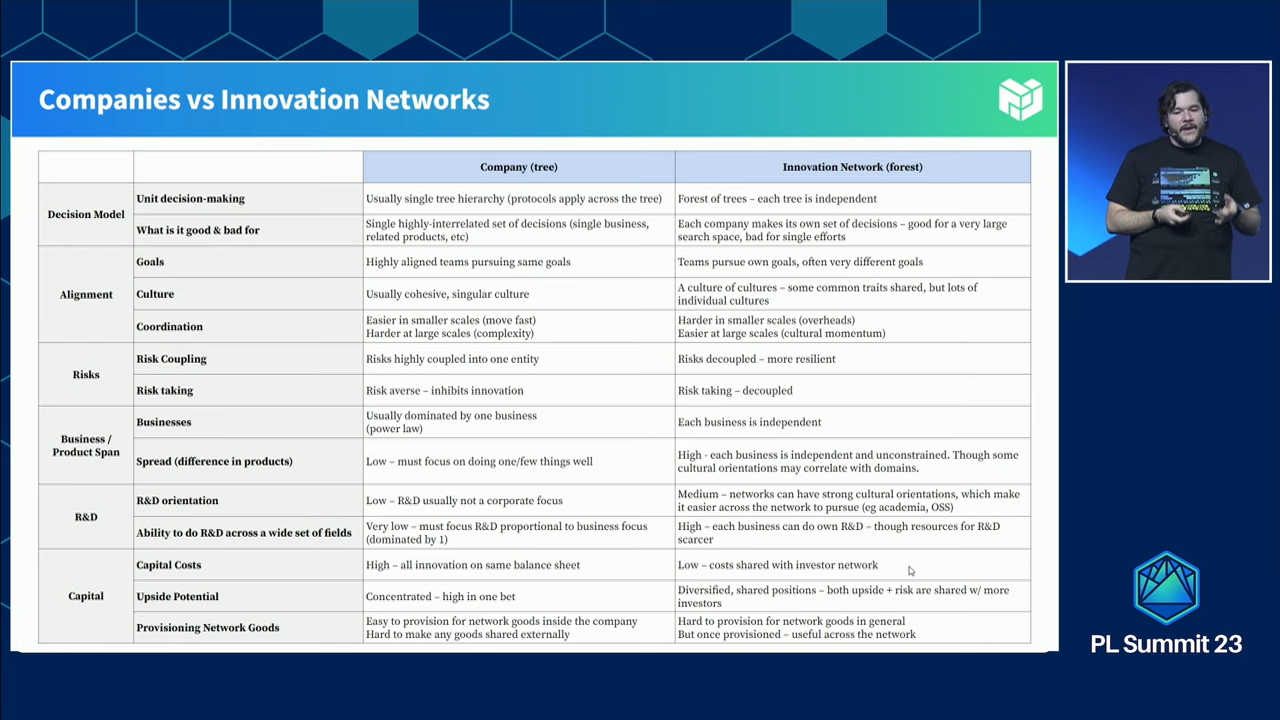 Companies vs Innovation Networks
Company (tree)
Innovation Network (forest)
Decision Model
Unit decision-making
Usually single tree hierarchy (protocols apply across the tree)
Forest of trees – each tree is independent
What is it good & bad for
Single highly-interrelated set of decisions (single business,
related products, etc)
Each company makes its own set of decisions – good for a very large
search space, bad for single efforts
Alignment
Goals
Highly aligned teams pursuing same goals
Teams pursue own goals, often very different goals
Culture
Usually cohesive, singular culture
A culture of cultures – some common traits shared, but lots of
individual cultures
Coordination
Easier in smaller scales (move fast)
Harder at large scales (complexity)
Harder in smaller scales (overheads)
Easier at large scales (cultural momentum)
Risks
Risk Coupling
Risks highly coupled into one entity
Risks decoupled – more resilient
Risk taking
Risk averse – inhibits innovation
Risk taking – decoupled
Business /
Product Span
Businesses
Usually dominated by one business
(power law)
Each business is independent
Spread (difference in products)
Low – must focus on doing one/few things well
High - each business is independent and unconstrained. Though some
cultural orientations may correlate with domains.
R&D
R&D orientation
Low – R&D usually not a corporate focus
Medium – networks can have strong cultural orientations, which make
it easier across the network to pursue (eg academia, OSS)
Ability to do R&D across a wide set of fields
Very low – must focus R&D proportional to business focus
(dominated by 1)
High – each business can do own R&D – though resources for R&D
scarcer
Capital
Capital Costs
High – all innovation on same balance sheet
Low – costs shared with investor network
Upside Potential
Concentrated – high in one bet
Diversified, shared positions – both upside + risk are shared w/ more
investors
Provisioning Network Goods
Easy to provision for network goods inside the company
Hard to make any goods shared externally
Hard to provision for network goods in general
But once provisioned – useful across the network
PL Summit 23